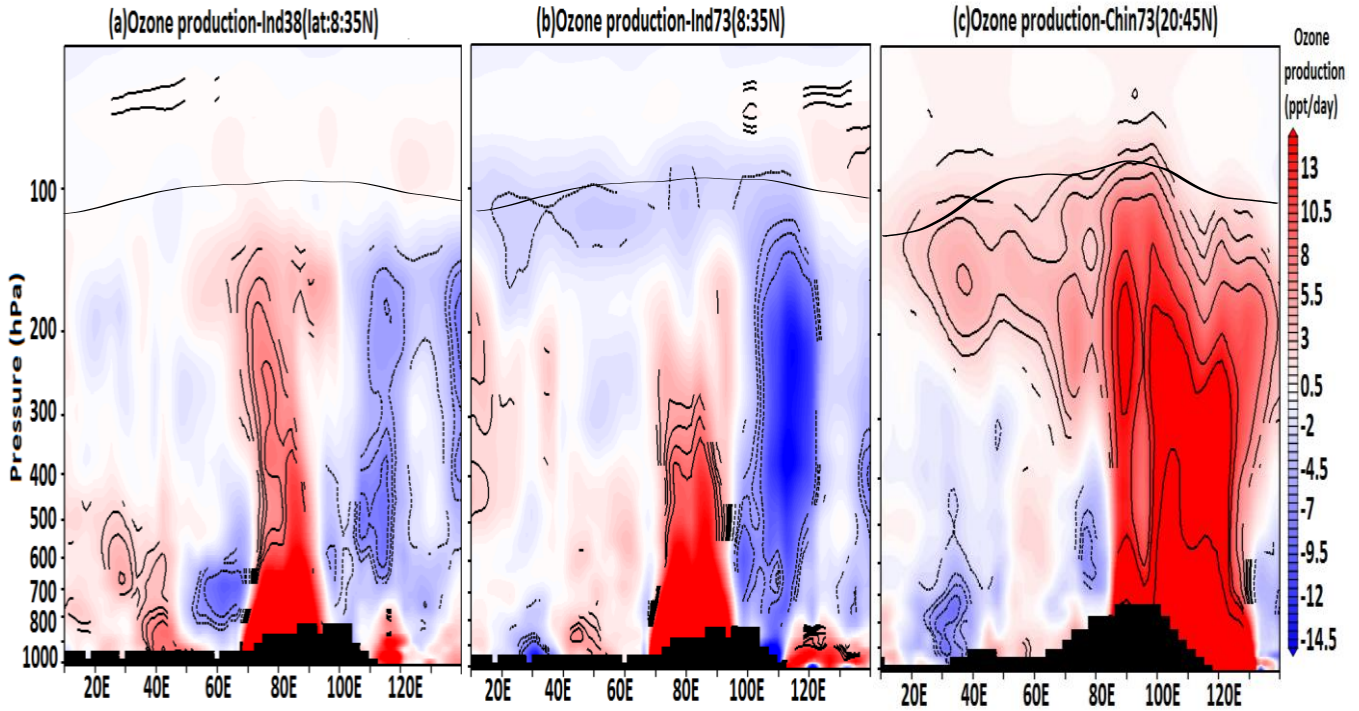 (a)Ozone production-Ind38(lat:8:35N)
(b)Ozone production-Ind73(8:35N)
(c)Ozone production-Chin73(20:45N)
Ozone
production
(ppt/day)
Pressure (hPa)
100
200
300
400
500
600
700
800
1000
20E 40E 60E 80E 100E 120E
20E 40E 60E 80E 100E 120E
20E 40E 60E 80E 100E 120E
13
10.5
8
5.5
3
0.5
-2
-4.5
-7
-9.5
-12
-14.5